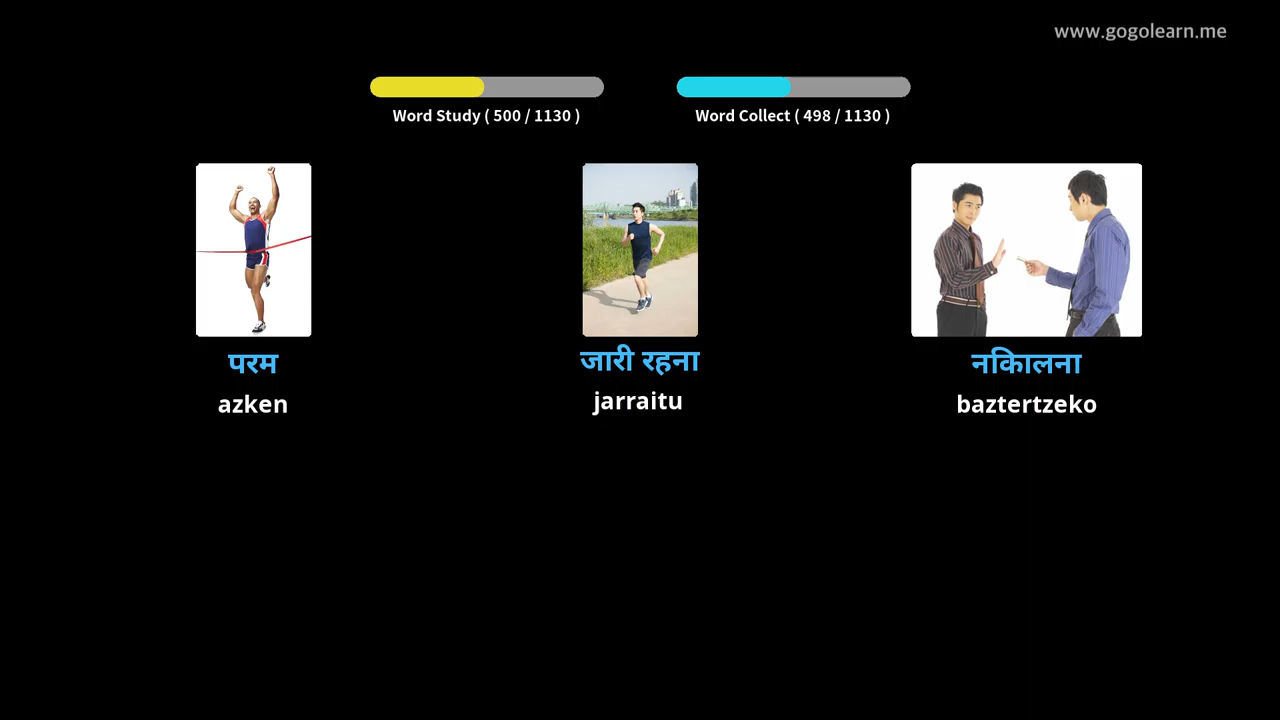 www.gogolearn.me
Word Study ( 500 / 1130 )
Word Collect ( 498 / 1130 )
परम
जारी रहना
नकिालना
azken
jarraitu
baztertzeko